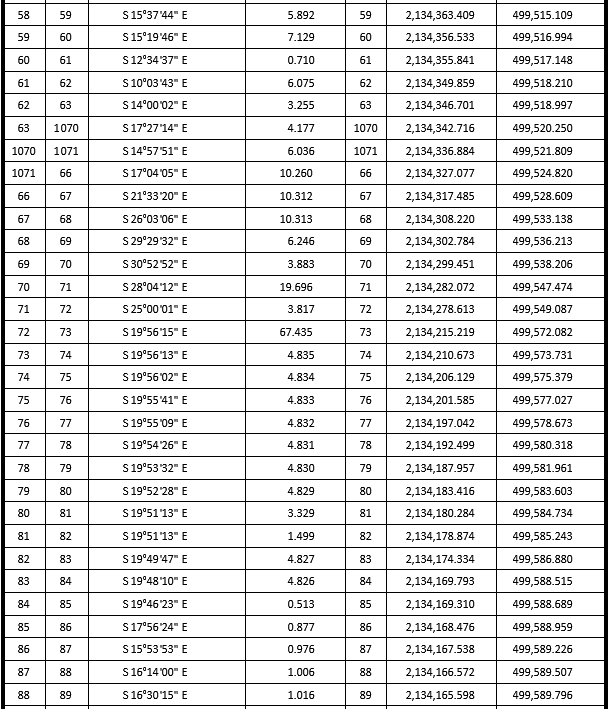 58 59 S 15°37'44" E 5.892 59 2,134,363.409 499,515.109
59 60 S 15°19'46" E 7.129 60 2,134,356.533 499,516.994
60 61 S 12°34'37" E 0.710 61 2,134,355.841 499,517.148
61 62 S 10°03'43" E 6.075 62 2,134,349.859 499,518.210
62 63 S 14°00'02" E 3.255 63 2,134,346.701 499,518.997
63 1070 S 17°27'14" E 4.177 1070 2,134,342.716 499,520.250
1070 1071 S 14°57'51" E 6.036 1071 2,134,336.884 499,521.809
1071 66 S 17°04'05" E 10.260 66 2,134,327.077 499,524.820
66 67 S 21°33'20" E 10.312 67 2,134,317.485 499,528.609
67 68 S 26°03'06" E 10.313 68 2,134,308.220 499,533.138
68 69 S 29°29'32" E 6.246 69 2,134,302.784 499,536.213
69 70 S 30°52'52" E 3.883 70 2,134,299.451 499,538.206
70 71 S 28°04'12" E 19.696 71 2,134,282.072 499,547.474
71 72 S 25°00'01" E 3.817 72 2,134,278.613 499,549.087
72 73 S 19°56'15" E 67.435 73 2,134,215.219 499,572.082
73 74 S 19°56'13" E 4.835 74 2,134,210.673 499,573.731
74 75 S 19°56'02" E 4.834 75 2,134,206.129 499,575.379
75 76 S 19°55'41" E 4.833 76 2,134,201.585 499,577.027
76 77 S 19°55'09" E 4.832 77 2,134,197.042 499,578.673
77 78 S 19°54'26" E 4.831 78 2,134,192.499 499,580.318
78 79 S 19°53'32" E 4.830 79 2,134,187.957 499,581.961
79 80 S 19°52'28" E 4.829 80 2,134,183.416 499,583.603
80 81 S 19°51'13" E 3.329 81 2,134,180.284 499,584.734
81 82 S 19°51'13" E 1.499 82 2,134,178.874 499,585.243
82 83 S 19°49'47" E 4.827 83 2,134,174.334 499,586.880
83 84 S 19°48'10" E 4.826 84 2,134,169.793 499,588.515
84 85 S 19°46'23" E 0.513 85 2,134,169.310 499,588.689
85 86 S 17°56'24" E 0.877 86 2,134,168.476 499,588.959
86 87 S 15°53'53" E 0.976 87 2,134,167.538 499,589.226
87 88 S 16°14'00" E 1.006 88 2,134,166.572 499,589.507
88 89 S 16°30'15" E 1.016 89 2,134,165.598 499,589.796